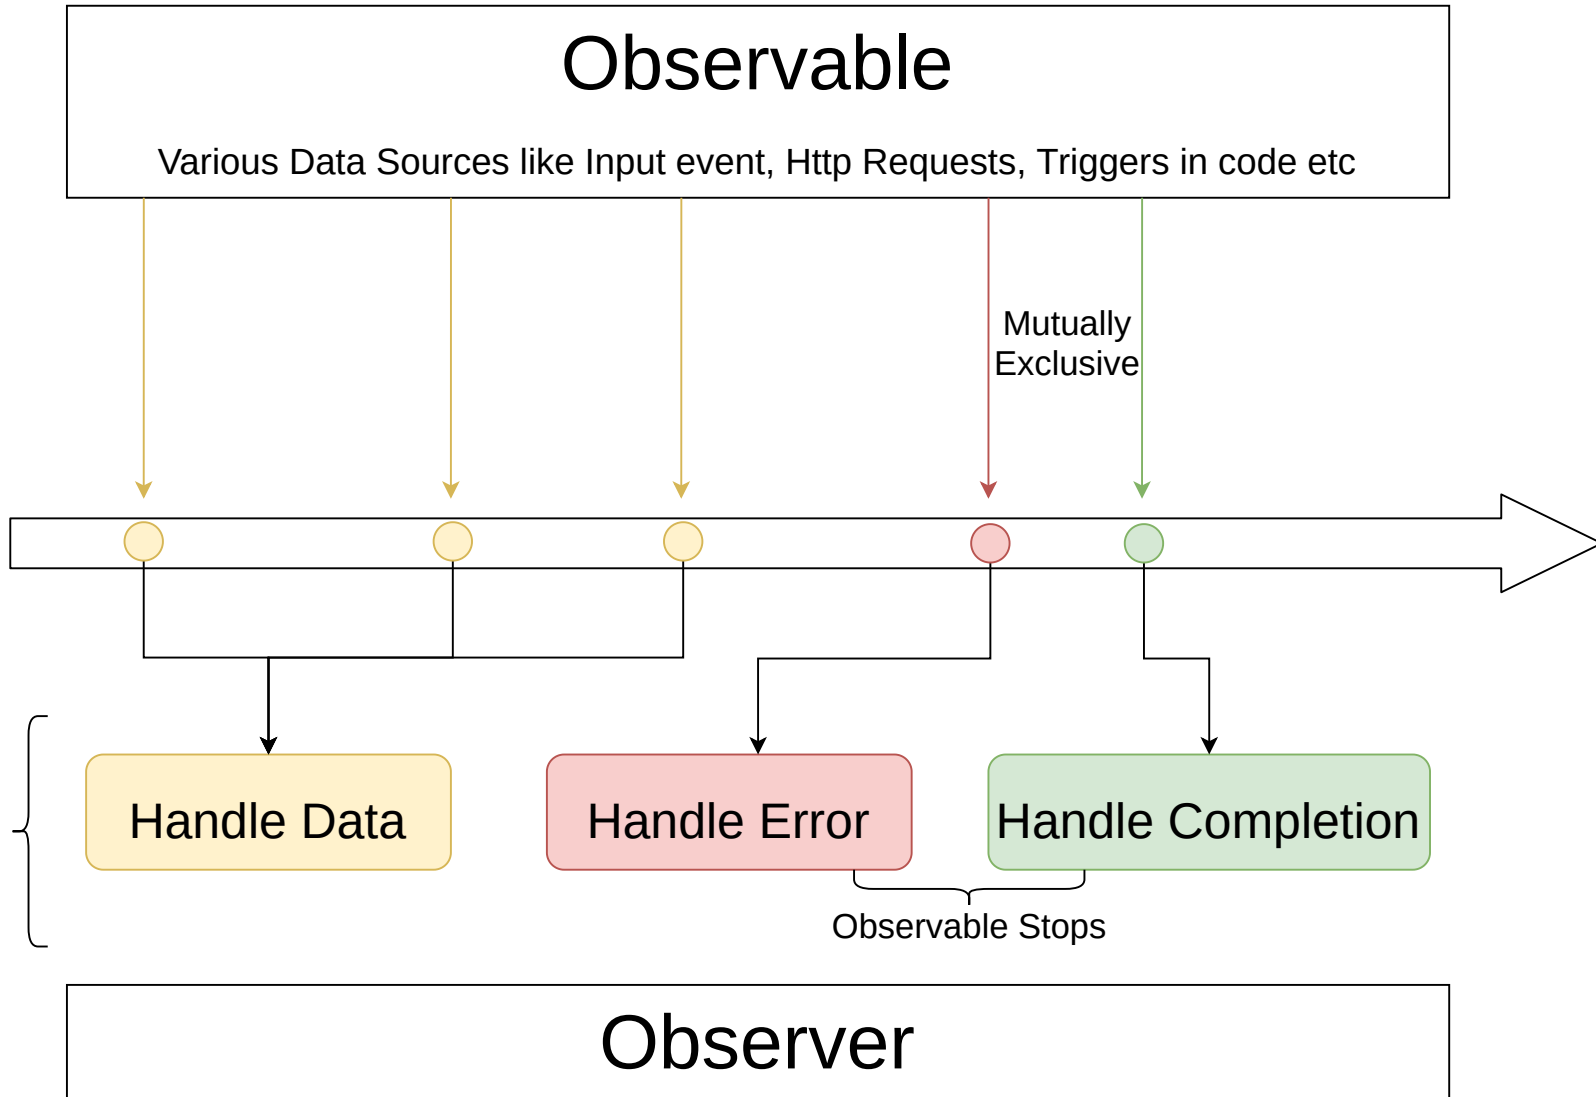 Observable
Various Data Sources like Input event, Http Requests, Triggers in code etc
Mutually
Exclusive
Handle Data
Handle Error
Handle Completion
Observable Stops
Observer